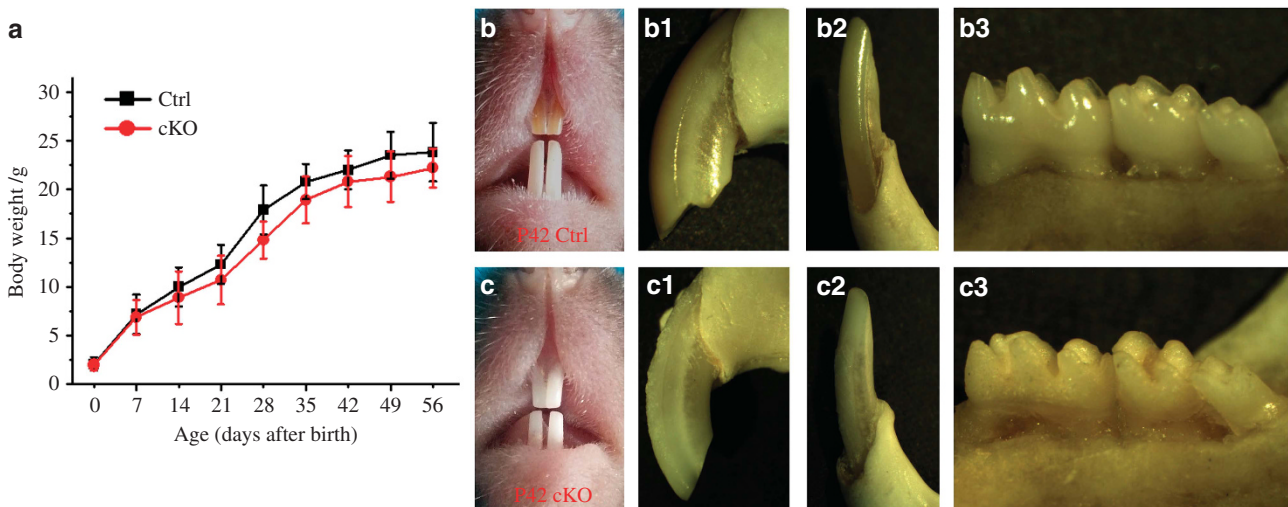 a
Ctrl
cKO
30
25
20
15
10
5
0
Body weight /g
0 7 14 21 28 35 42 49 56
Age (days after birth)
b
P42 Ctrl
b1
b2
b3
c
P42 cKO
c1
c2
c3